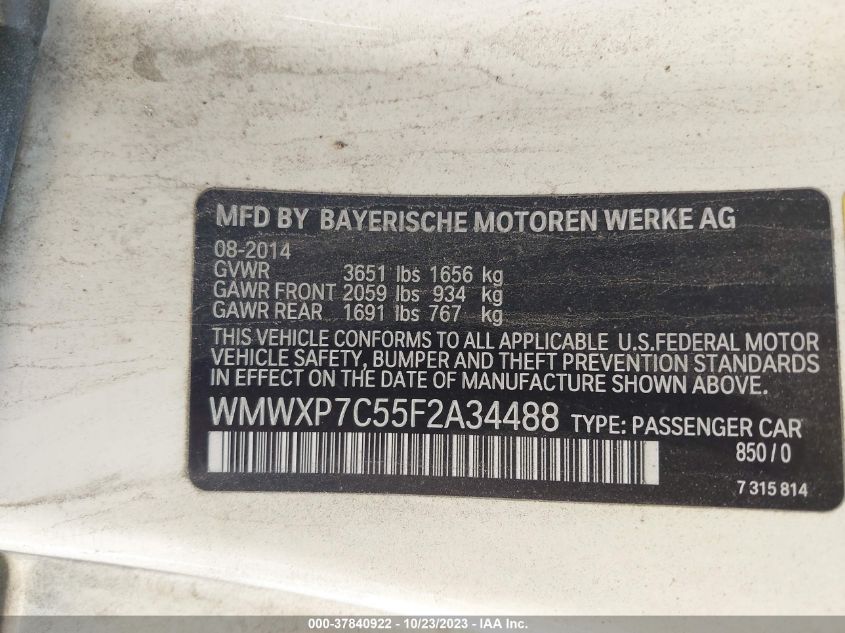 MFD BY BAYERISCHE MOTOREN WERKE AG
08-2014
GVWR 3651 lbs 1656 kg
GAWR FRONT 2059 lbs 934 kg
GAWR REAR 1691 lbs 767 kg
THIS VEHICLE CONFORMS TO ALL APPLICABLE U.S.FEDERAL MOTOR
VEHICLE SAFETY, BUMPER AND THEFT PREVENTION STANDARDS
IN EFFECT ON THE DATE OF MANUFACTURE SHOWN ABOVE.
WMWXP7C55F2A34488 TYPE: PASSENGER CAR
850/0
7 315 814
000-37840922 - 10/23/2023 - IAA Inc.